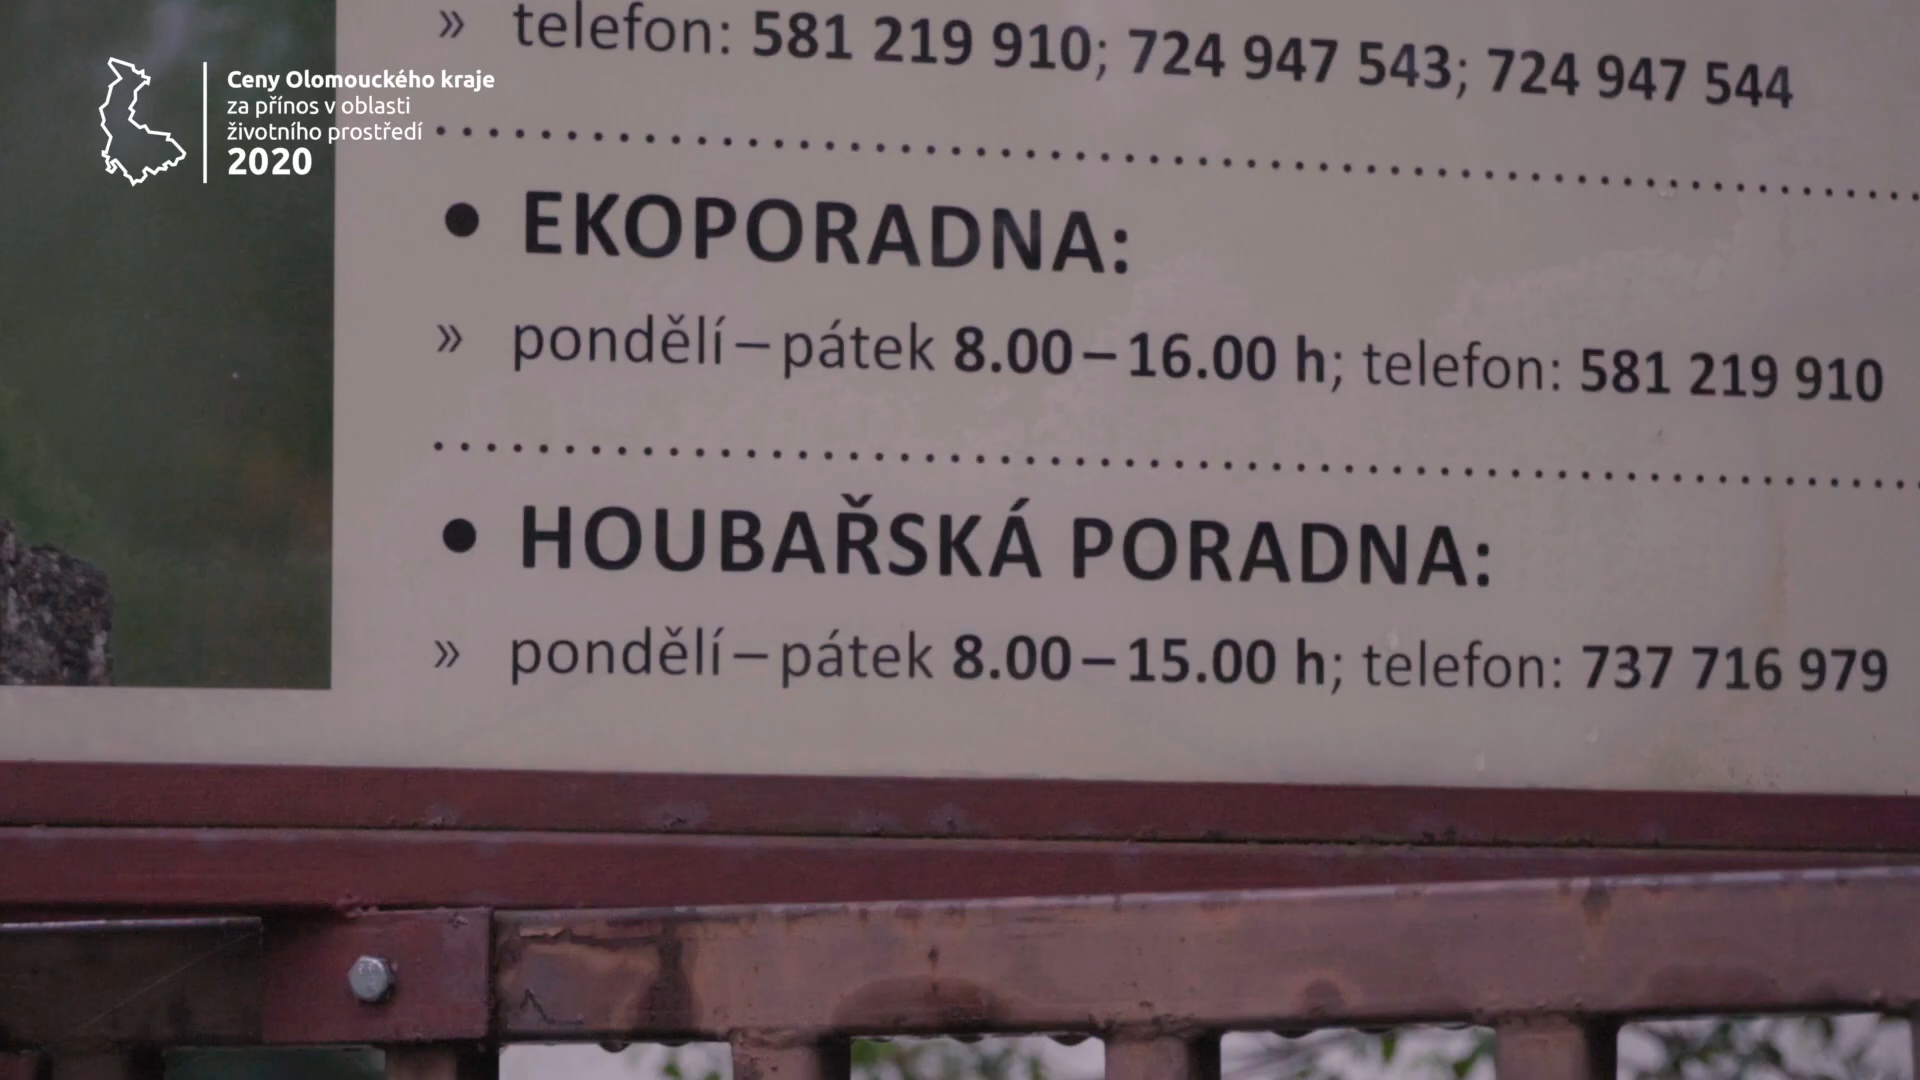 Ceny Olomouckého kraje
za přínos v oblasti
životního prostředí
2020
» telefon: 581 219 910; 724 947 543; 724 947 544
• EKOPORADNA:
» pondělí – pátek 8.00 – 16.00 h; telefon: 581 219 910
• HOUBAŘSKÁ PORADNA:
» pondělí – pátek 8.00 – 15.00 h; telefon: 737 716 979